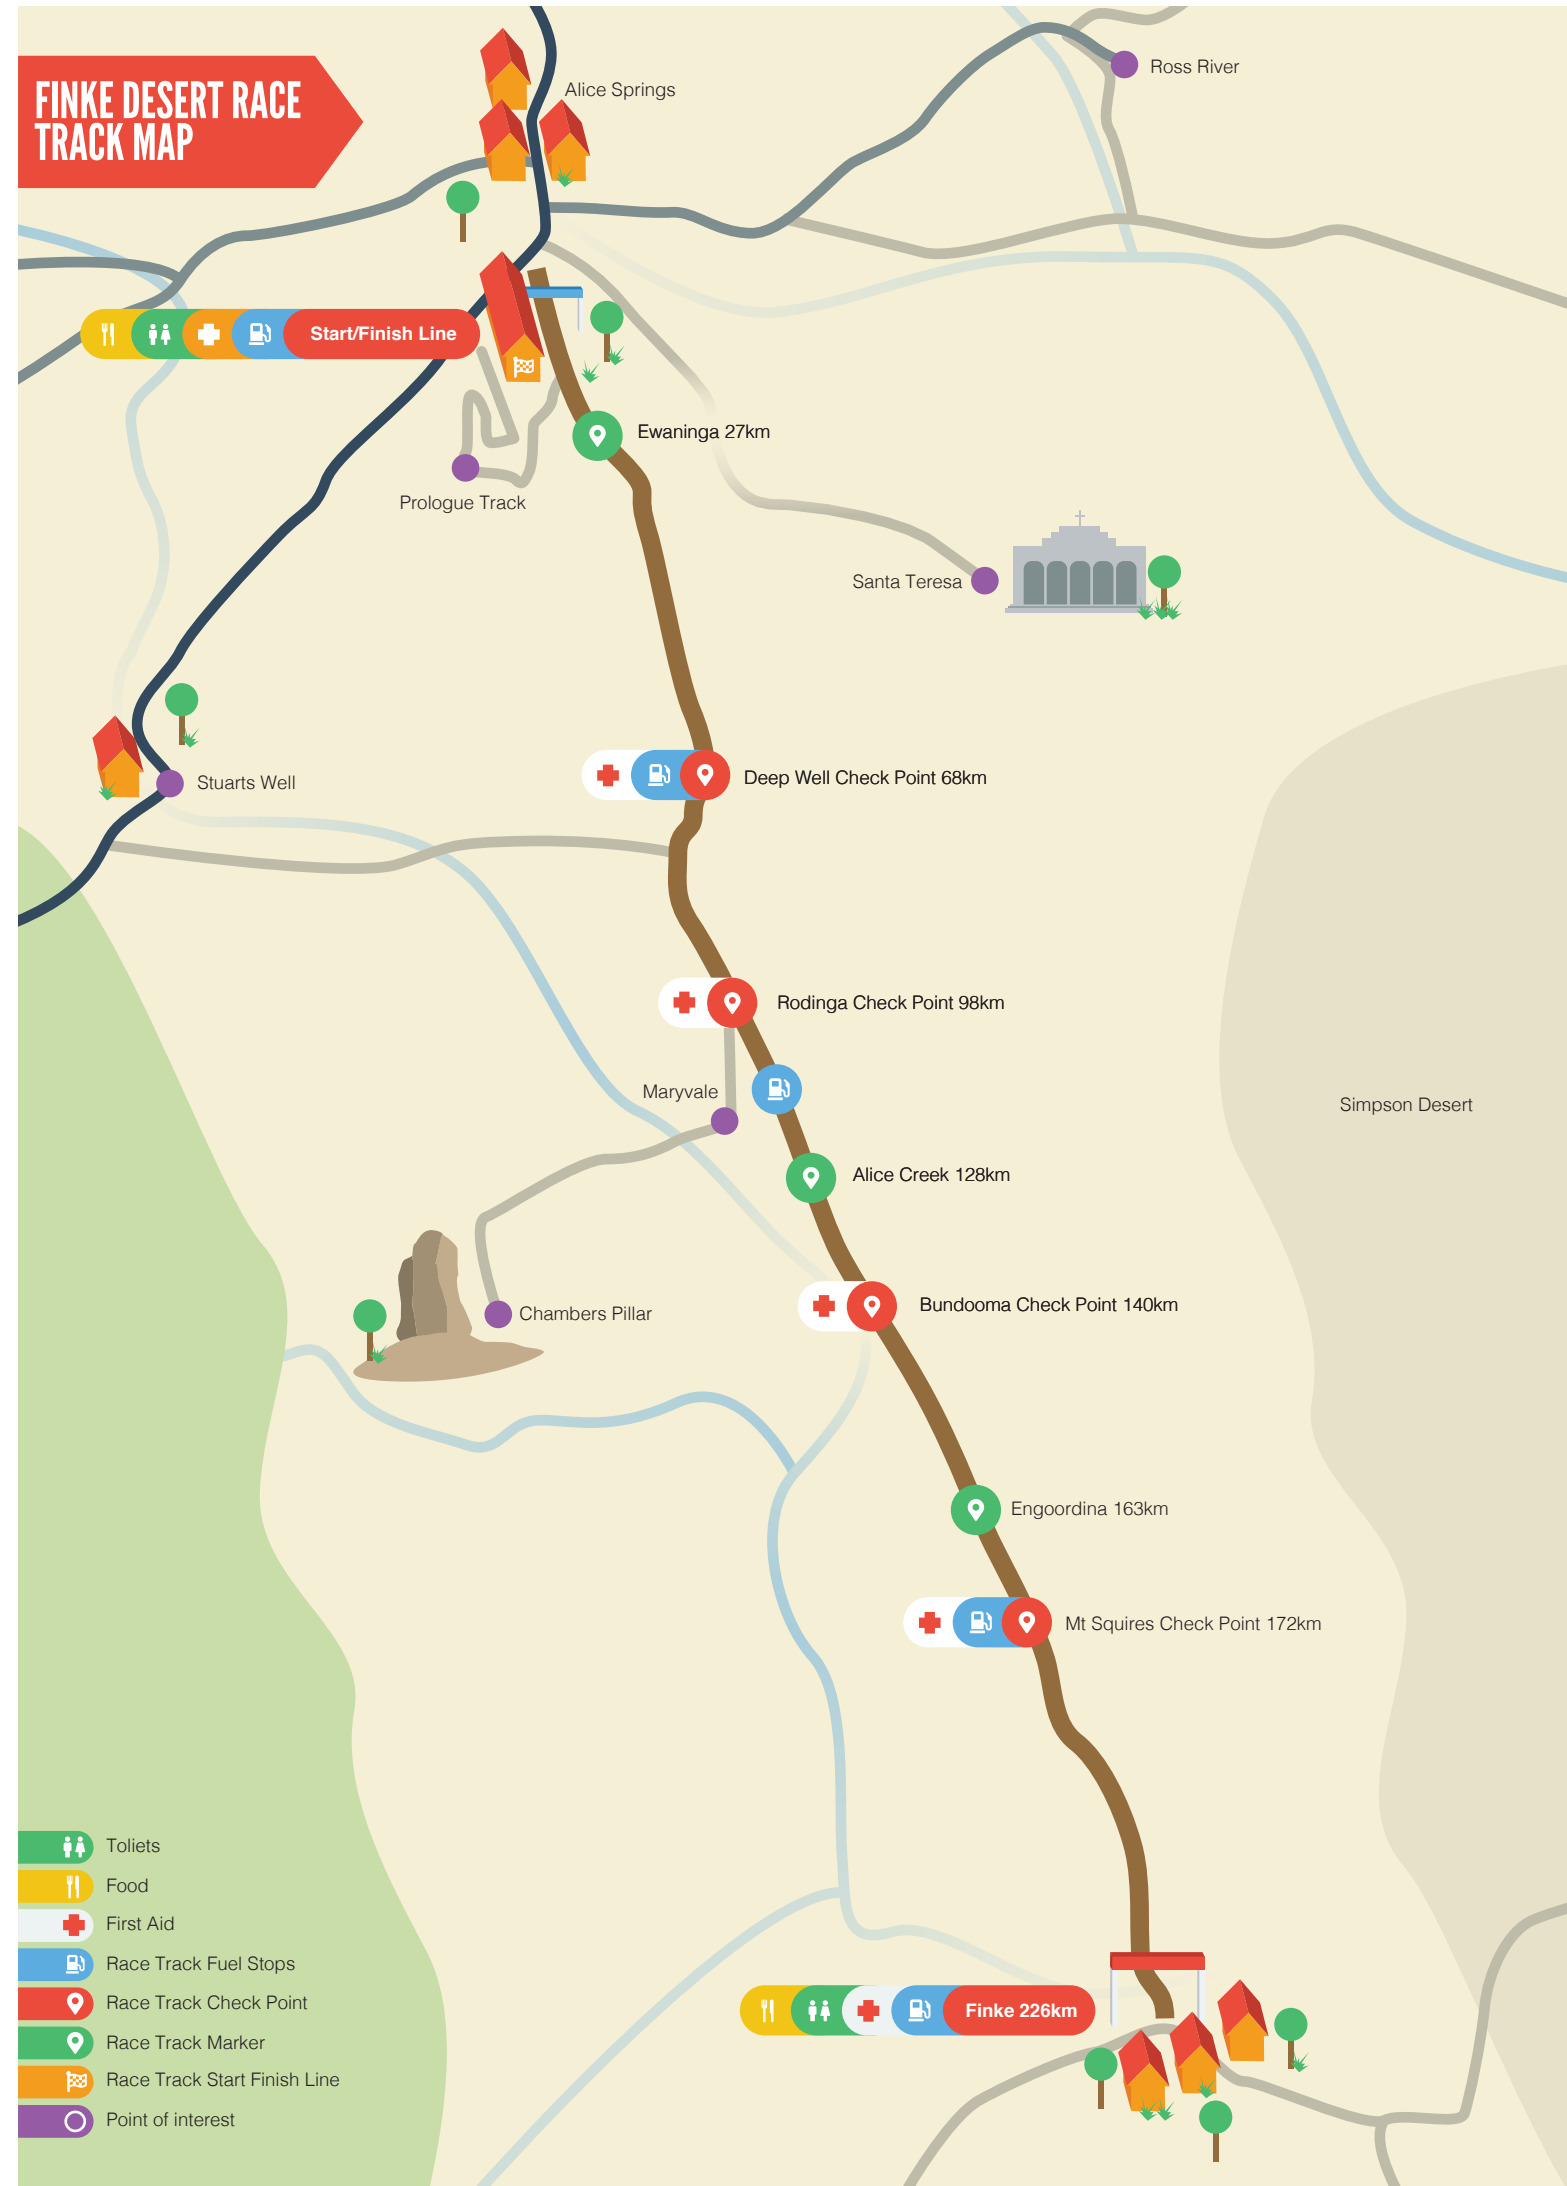 FINKE DESERT RACE
TRACK MAP
Alice Springs
Ross River
Start/Finish Line
Ewaninga 27km
Prologue Track
Santa Teresa
Stuarts Well
Deep Well Check Point 68km
Rodinga Check Point 98km
Maryvale
Simpson Desert
Alice Creek 128km
Bundooma Check Point 140km
Chambers Pillar
Engoordina 163km
Mt Squires Check Point 172km
Toliets
Food
First Aid
Race Track Fuel Stops
Race Track Check Point
Finke 226km
Race Track Marker
Race Track Start Finish Line
Point of interest